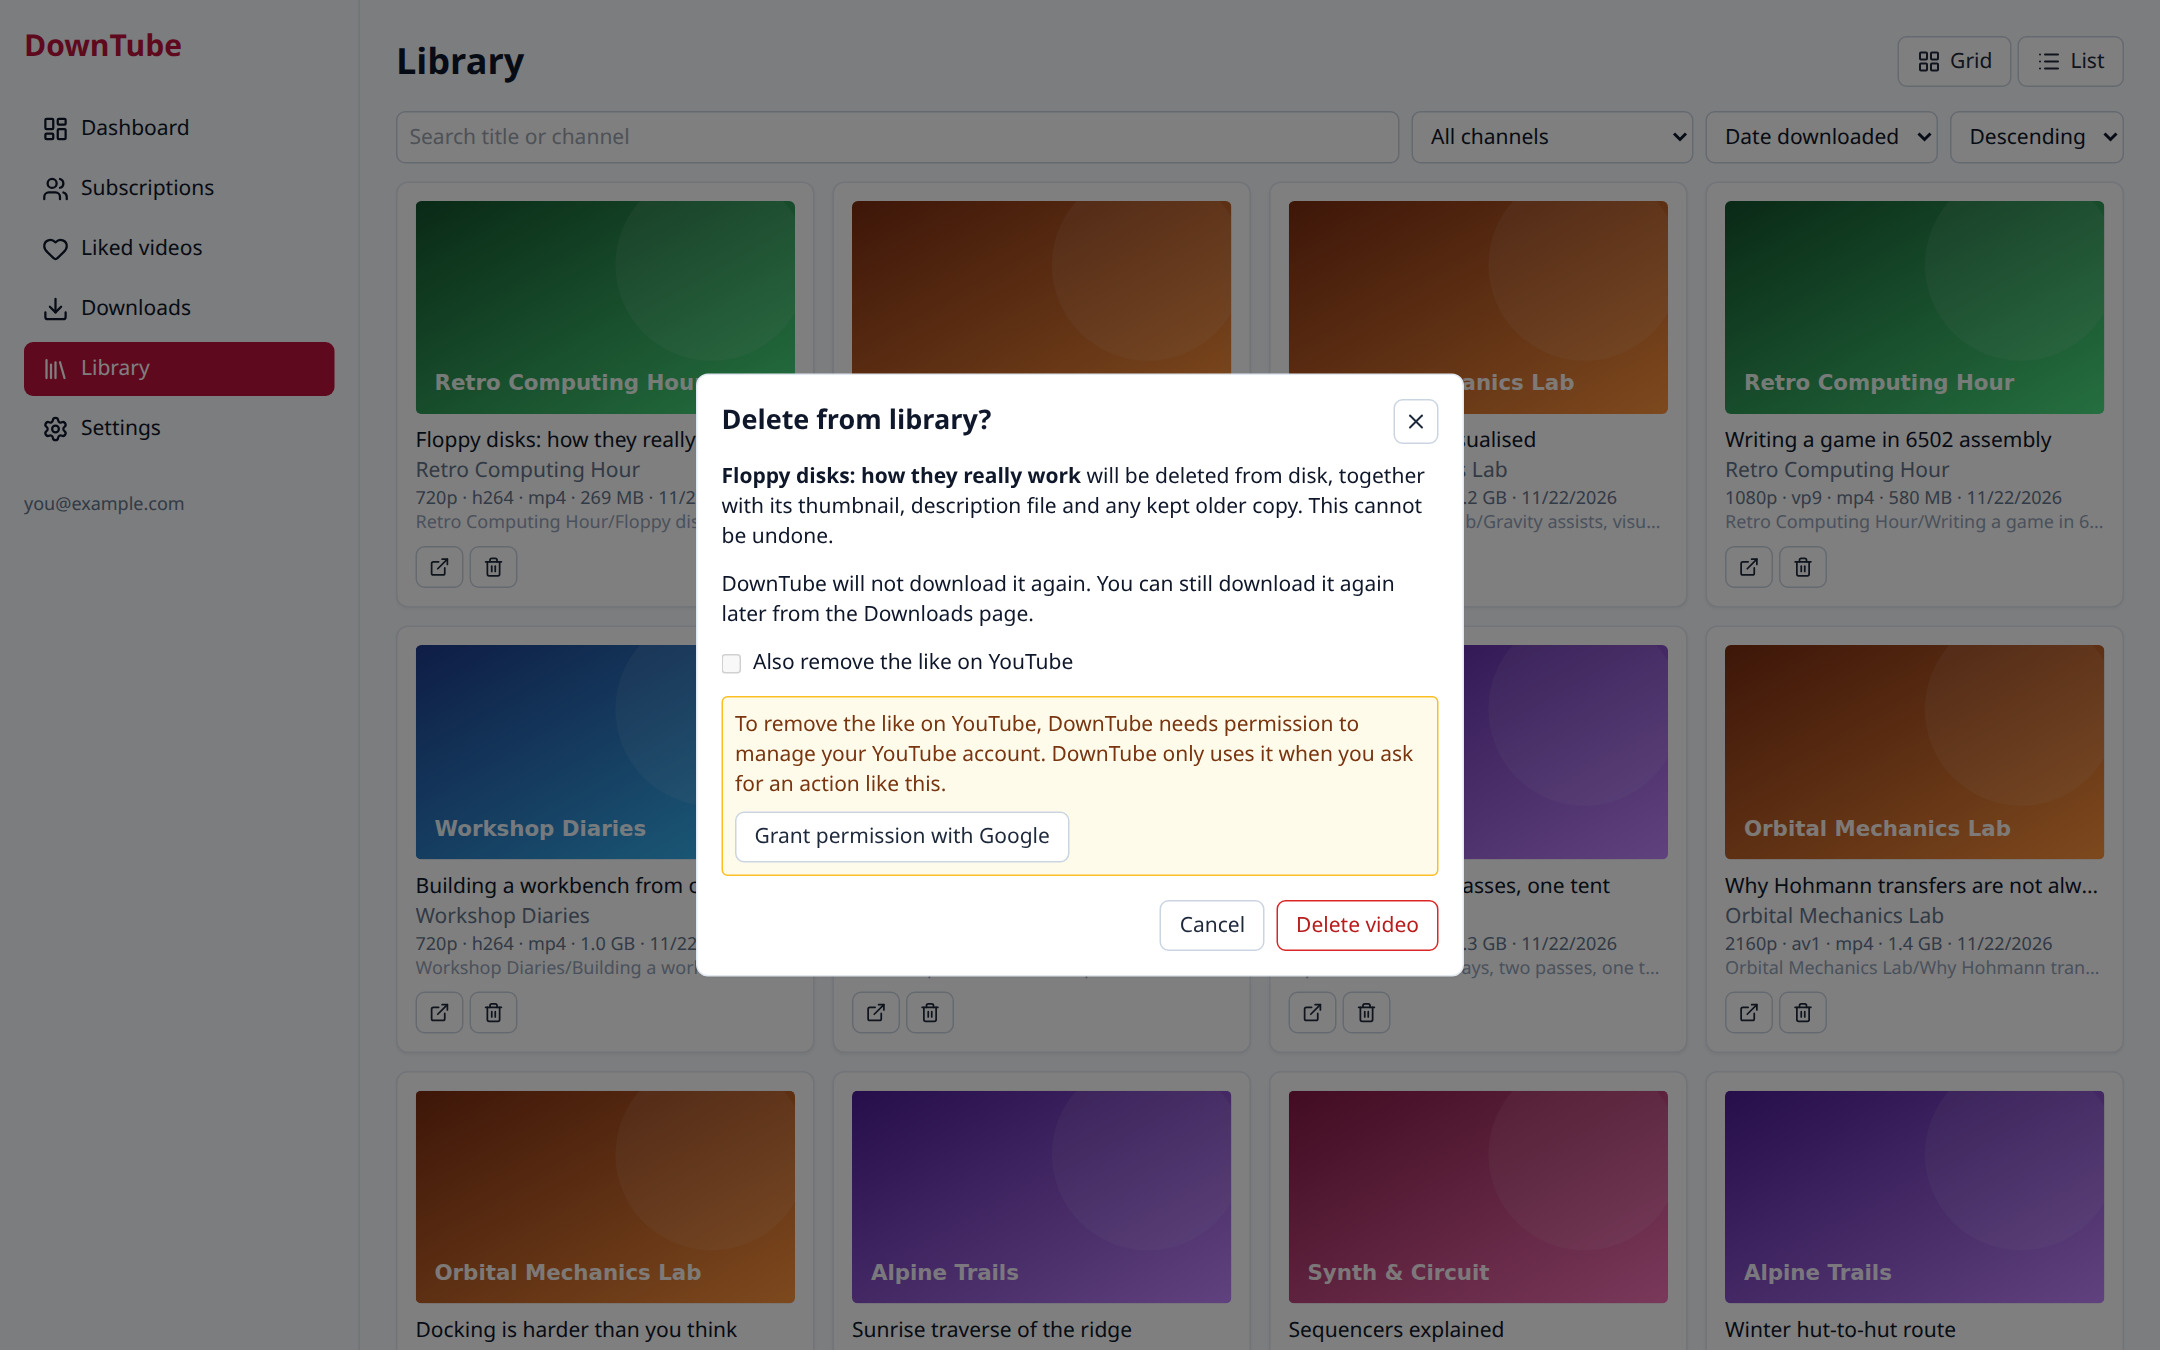 DownTube
Dashboard
Subscriptions
Liked videos
Downloads
Library
Settings
you@example.com
Library
Grid
List
Search title or channel
All channels
Date downloaded
Descending
Retro Computing Hou
anics Lab
Retro Computing Hour
Floppy disks: how they really
Retro Computing Hour
720p · h264 · mp4 · 269 MB · 11/2
Retro Computing Hour/Floppy dis
sualised
Lab
.2 GB · 11/22/2026
b/Gravity assists, visu...
Writing a game in 6502 assembly
Retro Computing Hour
1080p · vp9 · mp4 · 580 MB · 11/22/2026
Retro Computing Hour/Writing a game in 6...
Delete from library?
Floppy disks: how they really work will be deleted from disk, together
with its thumbnail, description file and any kept older copy. This cannot
be undone.
DownTube will not download it again. You can still download it again
later from the Downloads page.
Also remove the like on YouTube
To remove the like on YouTube, DownTube needs permission to
manage your YouTube account. DownTube only uses it when you ask
for an action like this.
Grant permission with Google
Cancel
Delete video
Workshop Diaries
Orbital Mechanics Lab
Building a workbench from
Workshop Diaries
720p · h264 · mp4 · 1.0 GB · 11/22
Workshop Diaries/Building a wor
asses, one tent
.3 GB · 11/22/2026
ays, two passes, one t...
Why Hohmann transfers are not alw...
Orbital Mechanics Lab
2160p · av1 · mp4 · 1.4 GB · 11/22/2026
Orbital Mechanics Lab/Why Hohmann tran...
Orbital Mechanics Lab
Alpine Trails
Synth & Circuit
Alpine Trails
Docking is harder than you think
Sunrise traverse of the ridge
Sequencers explained
Winter hut-to-hut route